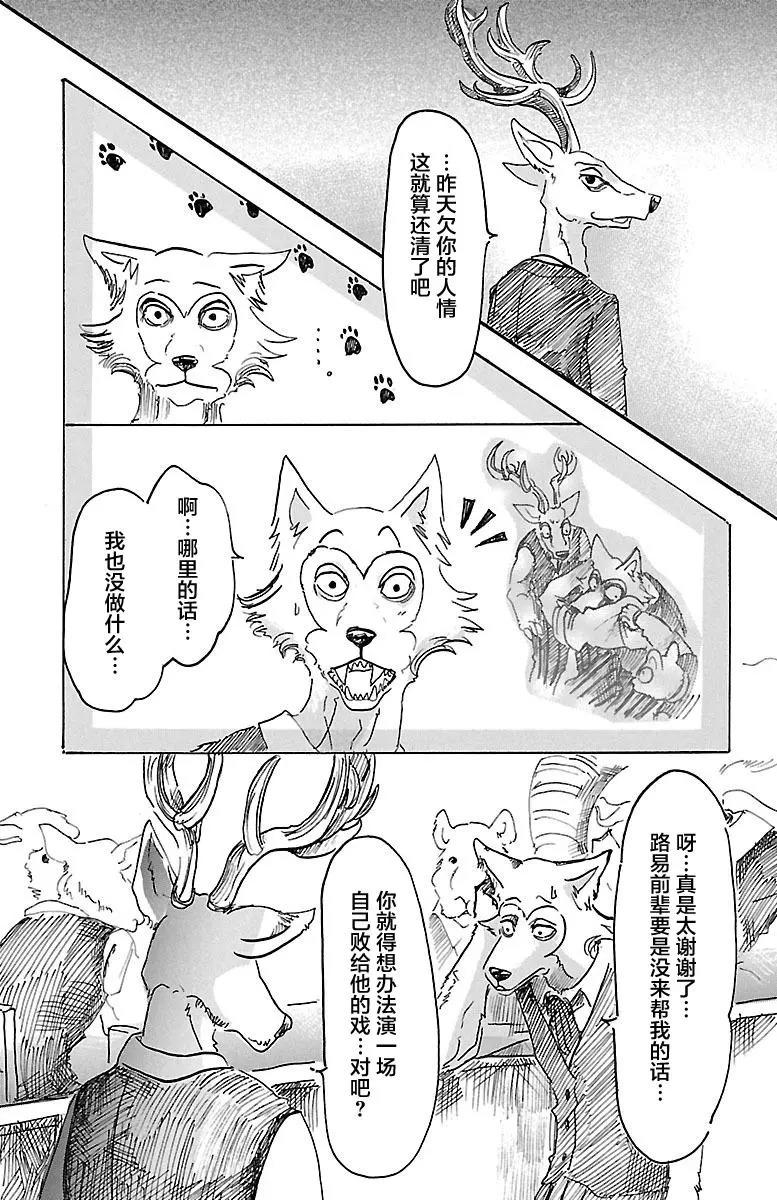 …昨天欠你的人情
这就算还清了吧
……
啊…哪里的话…
我也没做什么…
呀…真是太谢谢了…
路易前辈要是没来帮我的话…
你就得想办法演一场
自己败给他的戏…对吧？